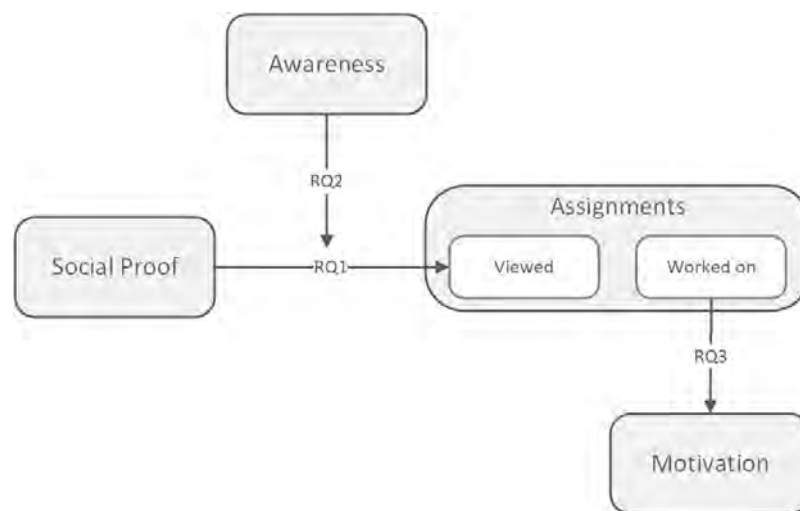 Awareness
RQ2
Assignments
Social Proof
RQ1
Viewed
Worked on
RQ3
Motivation